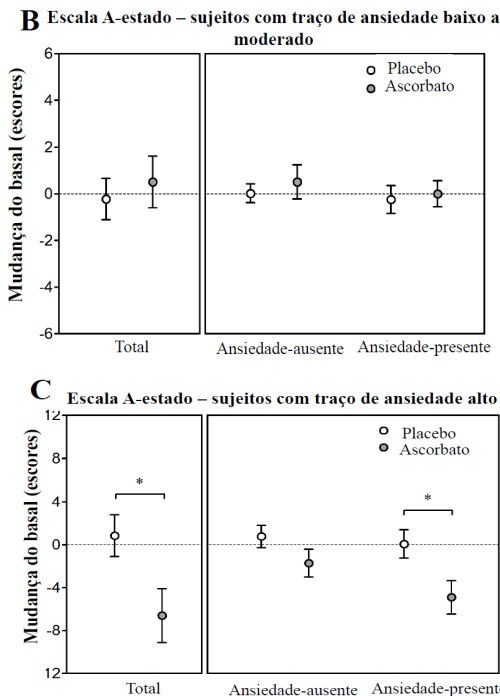 B Escala A-estado – sujeitos com traço de ansiedade baixo a
moderado
Mudança do basal (escores)
6
4
2
0
-2
-4
-6
Placebo
Ascorbato
Total
Ansiedade-ausente
Ansiedade-presente
C Escala A-estado – sujeitos com traço de ansiedade alto
Mudança do basal (escores)
12
8
4
0
-4
-8
12
*
Placebo
Ascorbato
*
Total
Ansiedade-ausente
Ansiedade-present